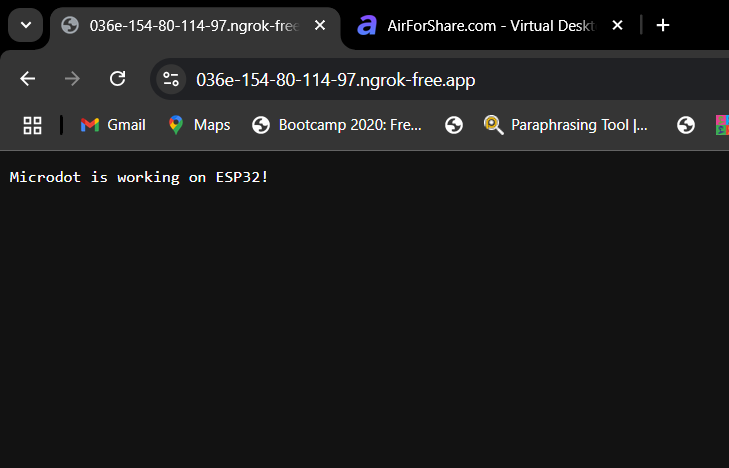 036e-154-80-114-97.ngrok-free
AirForShare.com - Virtual Deskt
036e-154-80-114-97.ngrok-free.app
Gmail Maps Bootcamp 2020: Fre... Paraphrasing Tool |...
Microdot is working on ESP32!